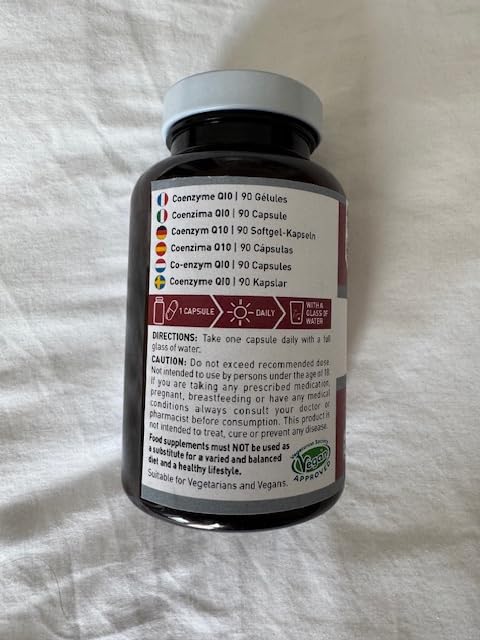 Coenzyme Q10 | 90 Gélules
Coenzima Q10 | 90 Capsule
Coenzym Q10 | 90 Softgel-Kapseln
Coenzima Q10 | 90 Cápsulas
Co-enzym Q10 | 90 Capsules
Coenzyme Q10 | 90 Kapslar
1 CAPSULE
DAILY
WITH A
GLASS OF
WATER
DIRECTIONS: Take one capsule daily with a full
glass of water.
CAUTION: Do not exceed recommended dose.
Not intended to use by persons under the age of 18.
If you are taking any prescribed medication,
pregnant, breastfeeding or have any medical
conditions always consult your doctor or
pharmacist before consumption. This product is
not intended to treat, cure or prevent any disease.
Food supplements must NOT be used as
a substitute for a varied and balanced
diet and a healthy lifestyle.
Suitable for Vegetarians and Vegans.
Vegetarian Society
Vegan
APPROVED